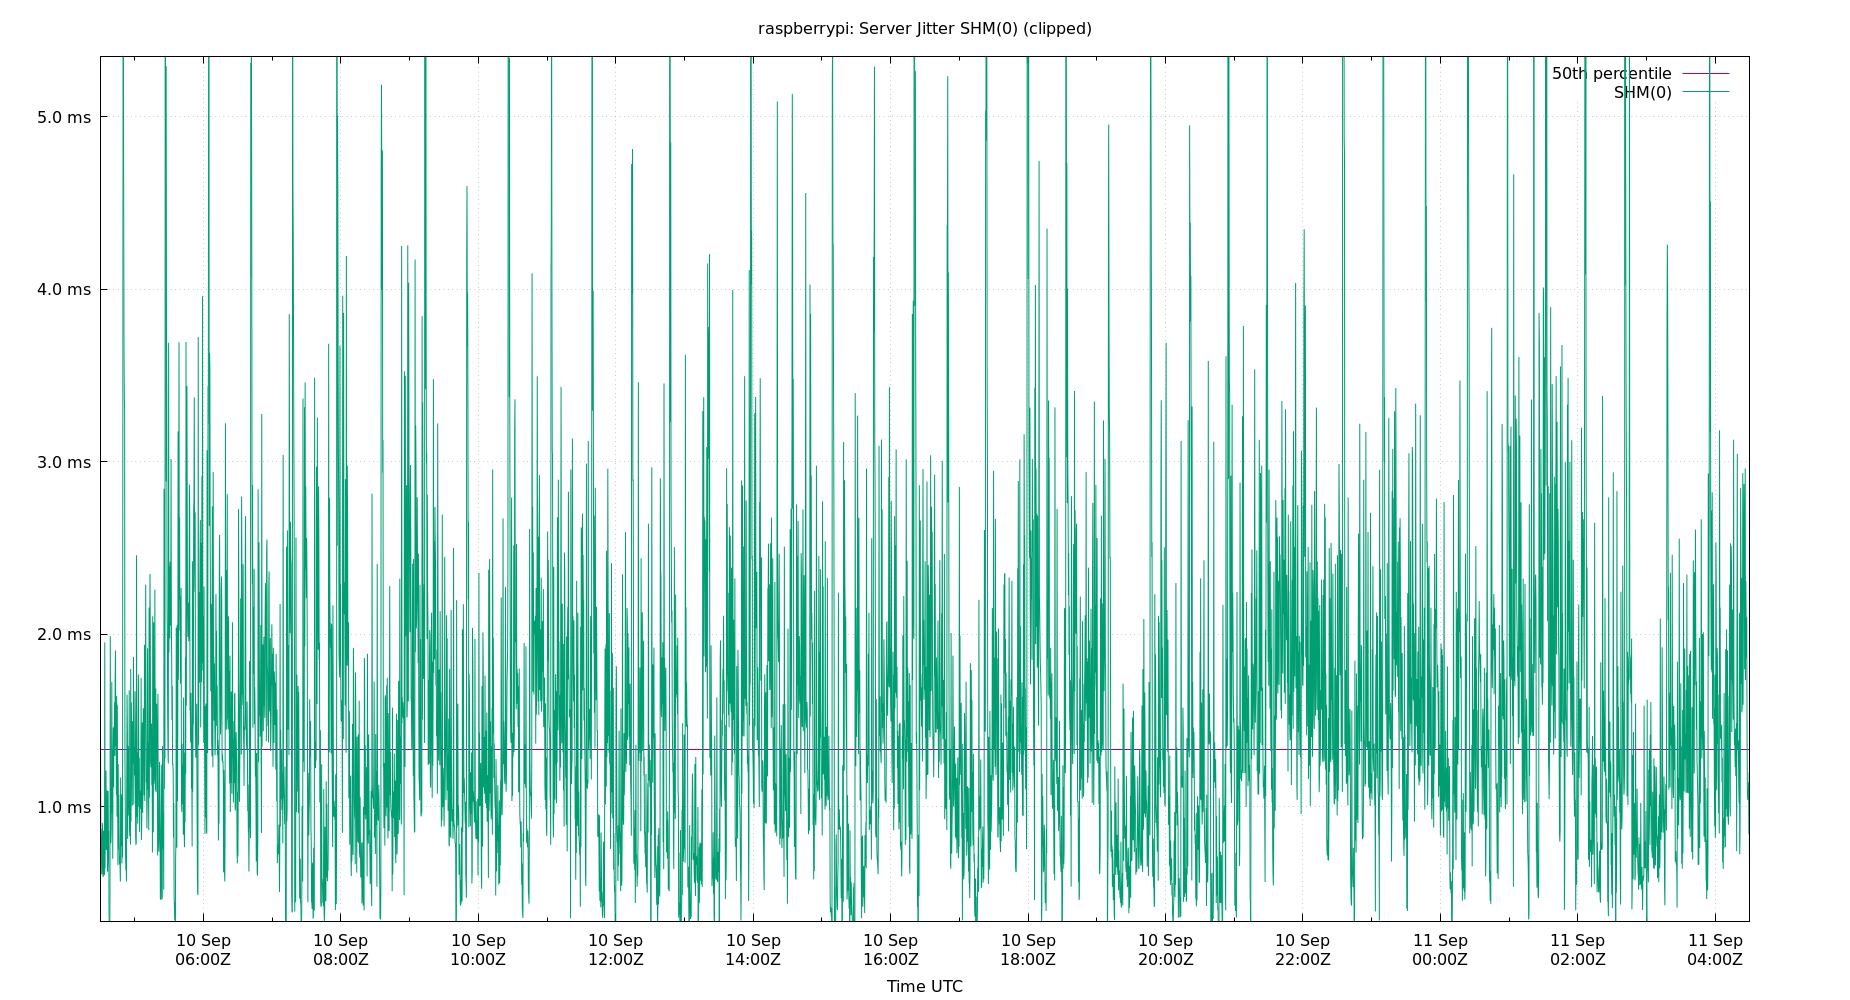 raspberrypi: Server Jitter SHM(0) (clipped)
50th percentile
SHM(0)
5.0 ms
4.0 ms
3.0 ms
2.0 ms
1.0 ms
10 Sep 10 Sep 10 Sep 10 Sep 10 Sep 10 Sep 10 Sep 10 Sep 10 Sep 11 Sep 11 Sep 11 Sep
06:00Z 08:00Z 10:00Z 12:00Z 14:00Z 16:00Z 18:00Z 20:00Z 22:00Z 00:00Z 02:00Z 04:00Z
Time UTC